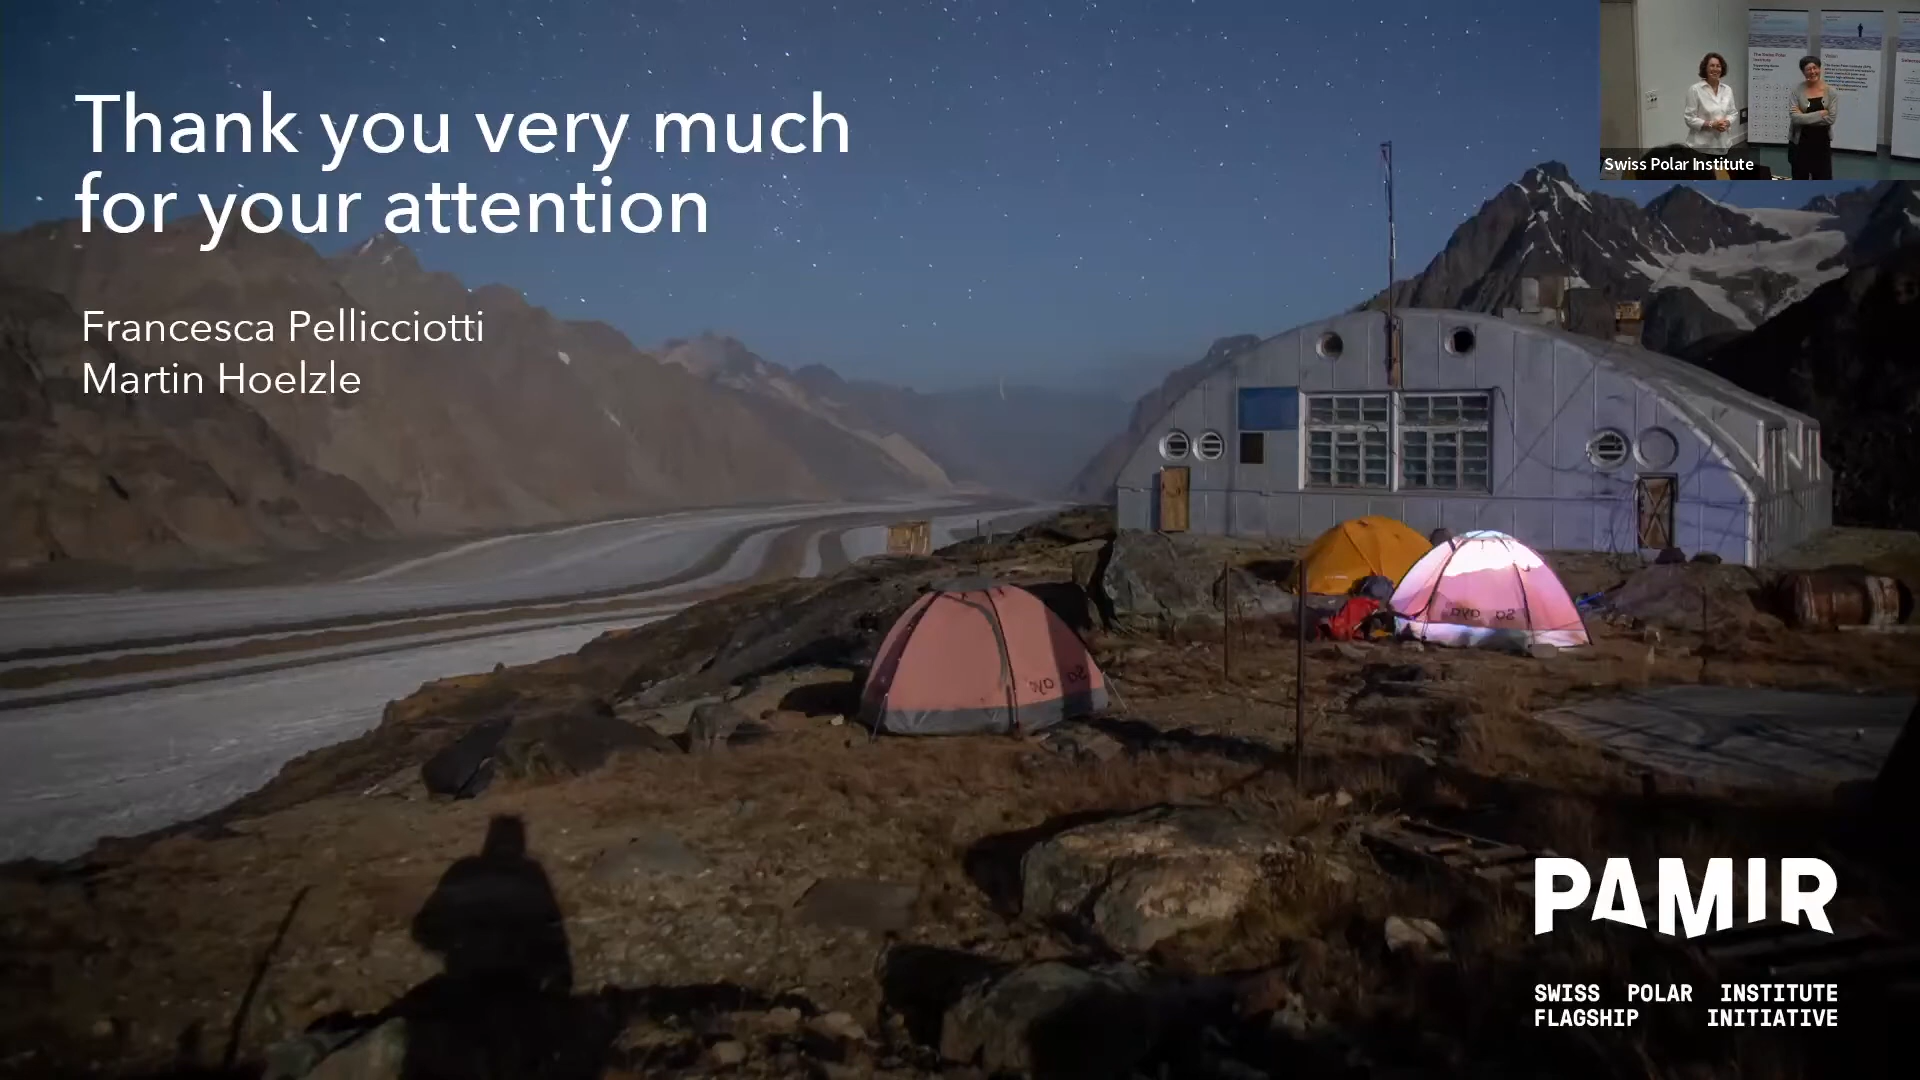 Thank you very much
for your attention
Francesca Pellicciotti
Martin Hoelzle
Swiss Polar Institute
PAMIR
SWISS POLAR INSTITUTE
FLAGSHIP INITIATIVE